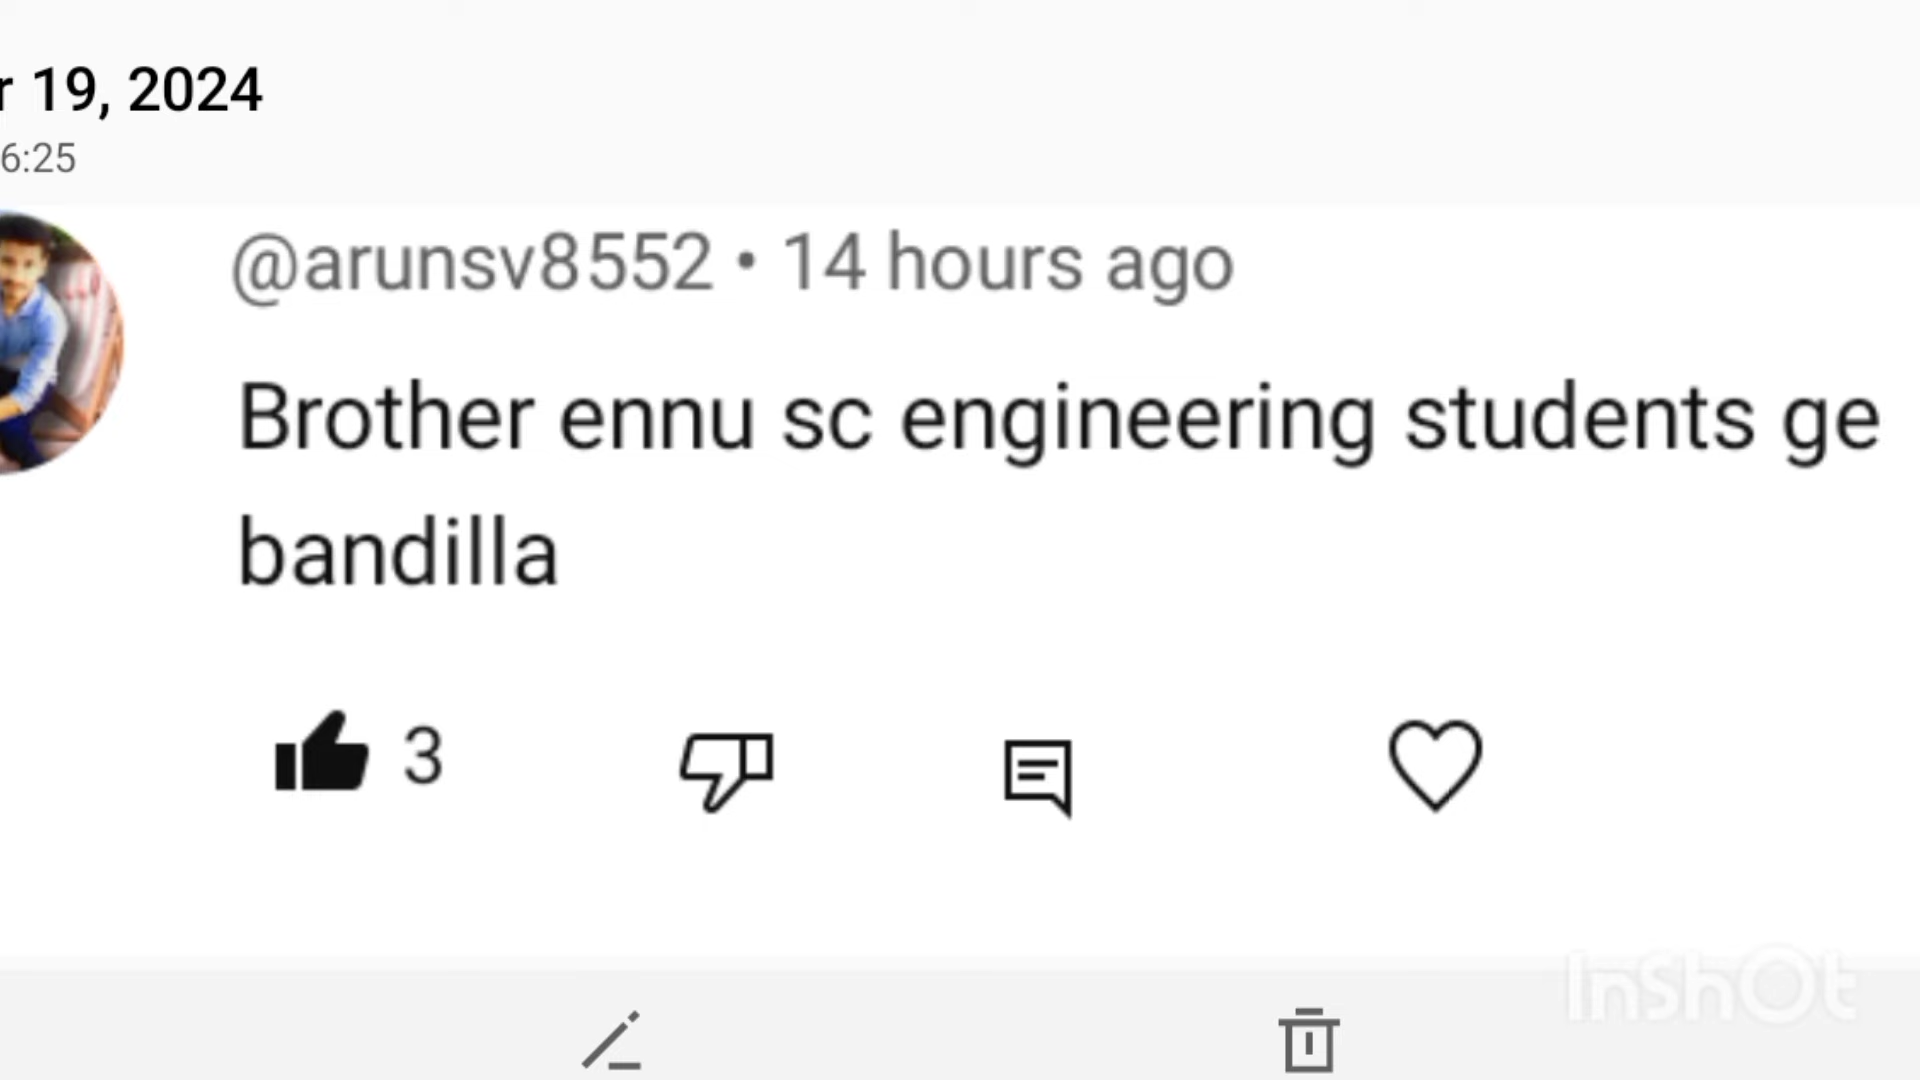 r 19, 2024
6:25
@arunsv8552 • 14 hours ago
Brother ennu sc engineering students ge
bandilla
3
InShOt